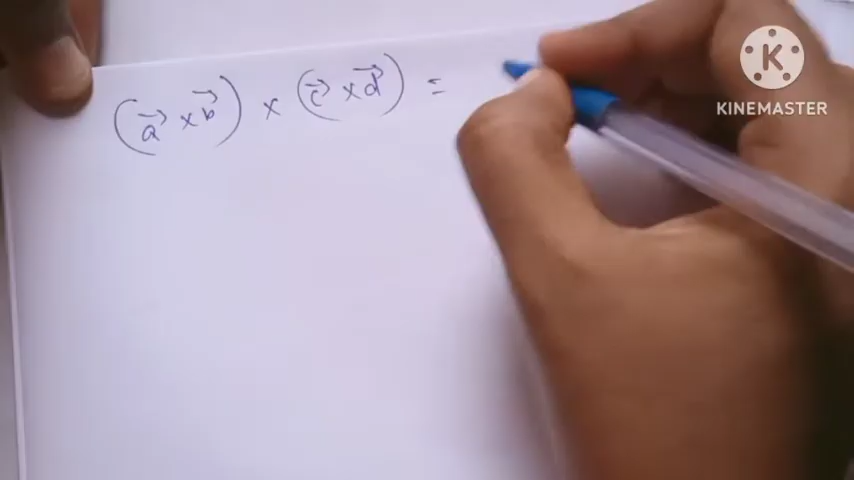 (a⃗ × b⃗) × (c⃗ × d⃗) =
K
KINEMASTER